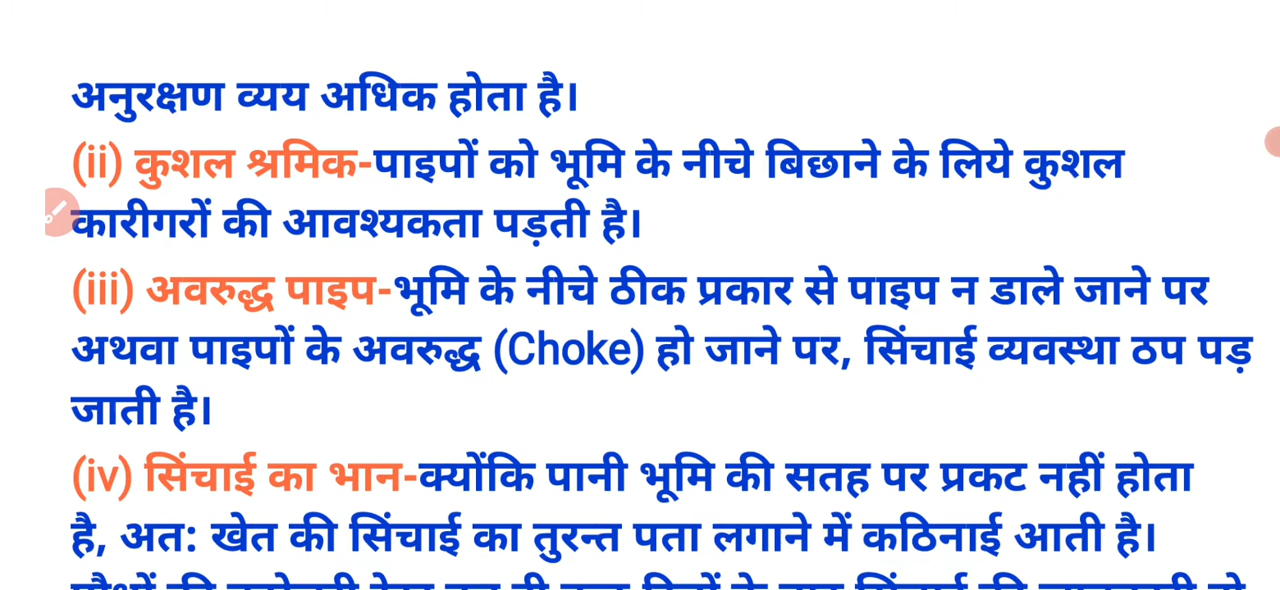 अनुरक्षण व्यय अधिक होता है।
(ii) कुशल श्रमिक-पाइपों को भूमि के नीचे बिछाने के लिये कुशल
कारीगरों की आवश्यकता पड़ती है।
(iii) अवरुद्ध पाइप-भूमि के नीचे ठीक प्रकार से पाइप न डाले जाने पर
अथवा पाइपों के अवरुद्ध (Choke) हो जाने पर, सिंचाई व्यवस्था ठप पड़
जाती है।
(iv) सिंचाई का भान-क्योंकि पानी भूमि की सतह पर प्रकट नहीं होता
है, अत: खेत की सिंचाई का तुरन्त पता लगाने में कठिनाई आती है।